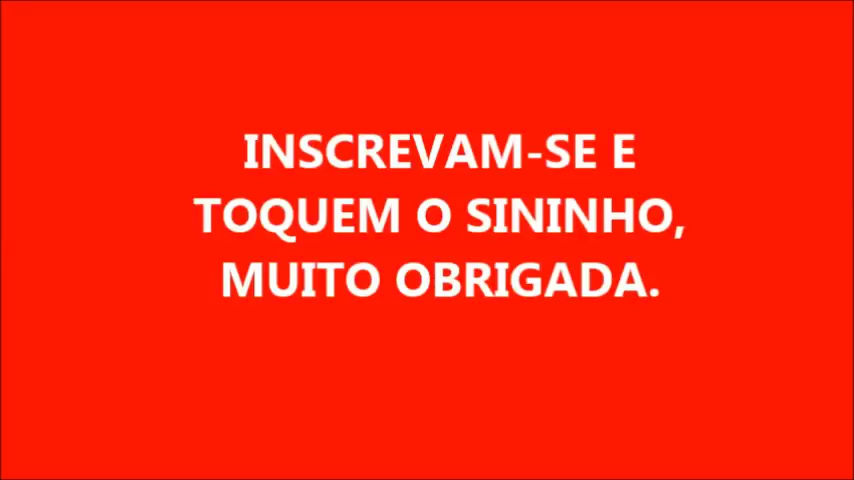 INSCREVAM-SE E
TOQUEM O SININHO,
MUITO OBRIGADA.